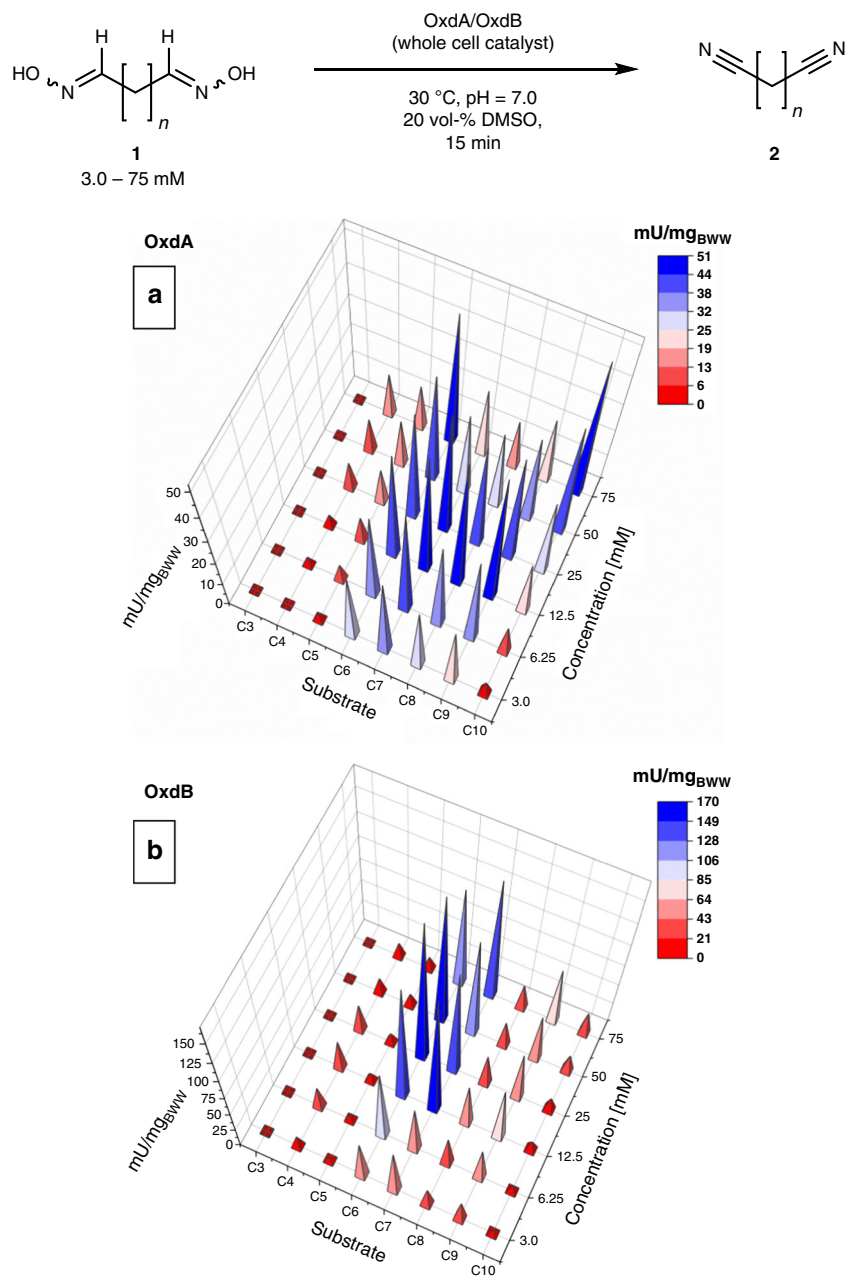 H H
HO N N OH
n
1
3.0 – 75 mM
OxdA/OxdB
(whole cell catalyst)
30 °C, pH = 7.0
20 vol-% DMSO,
15 min
N N
n
2
OxdA
a
mU/mgBWW
51
44
38
32
25
19
13
6
0
50
40
30
20
10
0
mU/mgBWW
C3
C4
C5
C6
C7
C8
C9
C10
Substrate
75
50
25
12.5
6.25
3.0
Concentration [mM]
OxdB
b
mU/mgBWW
170
149
128
106
85
64
43
21
0
150
125
100
75
50
25
0
mU/mgBWW
C3
C4
C5
C6
C7
C8
C9
C10
Substrate
75
50
25
12.5
6.25
3.0
Concentration [mM]